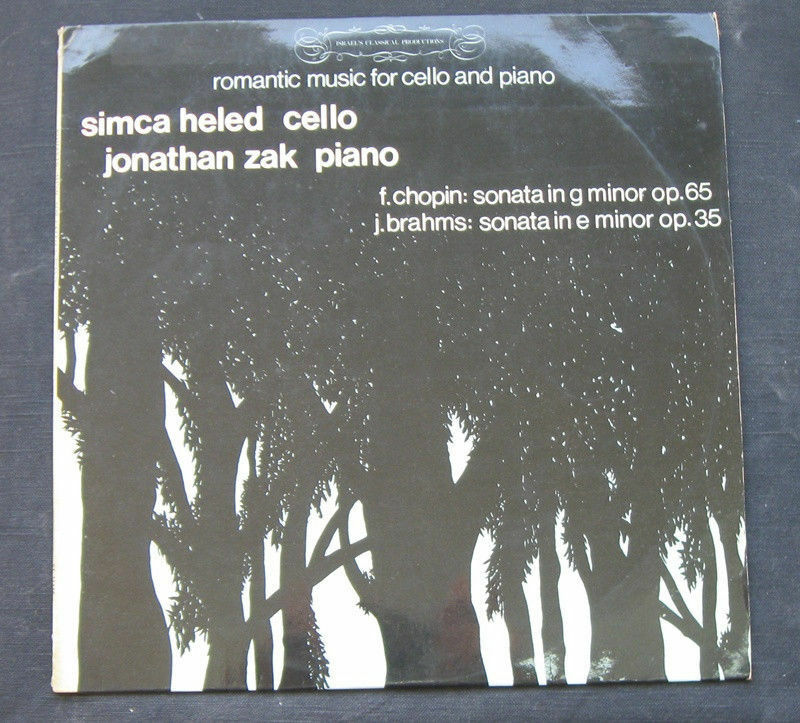 ISRAEL'S CLASSICAL PRODUCTIONS
romantic music for cello and piano
simca heled cello
jonathan zak piano
f.chopin: sonata in g minor op.65
j.brahms: sonata in e minor op.35